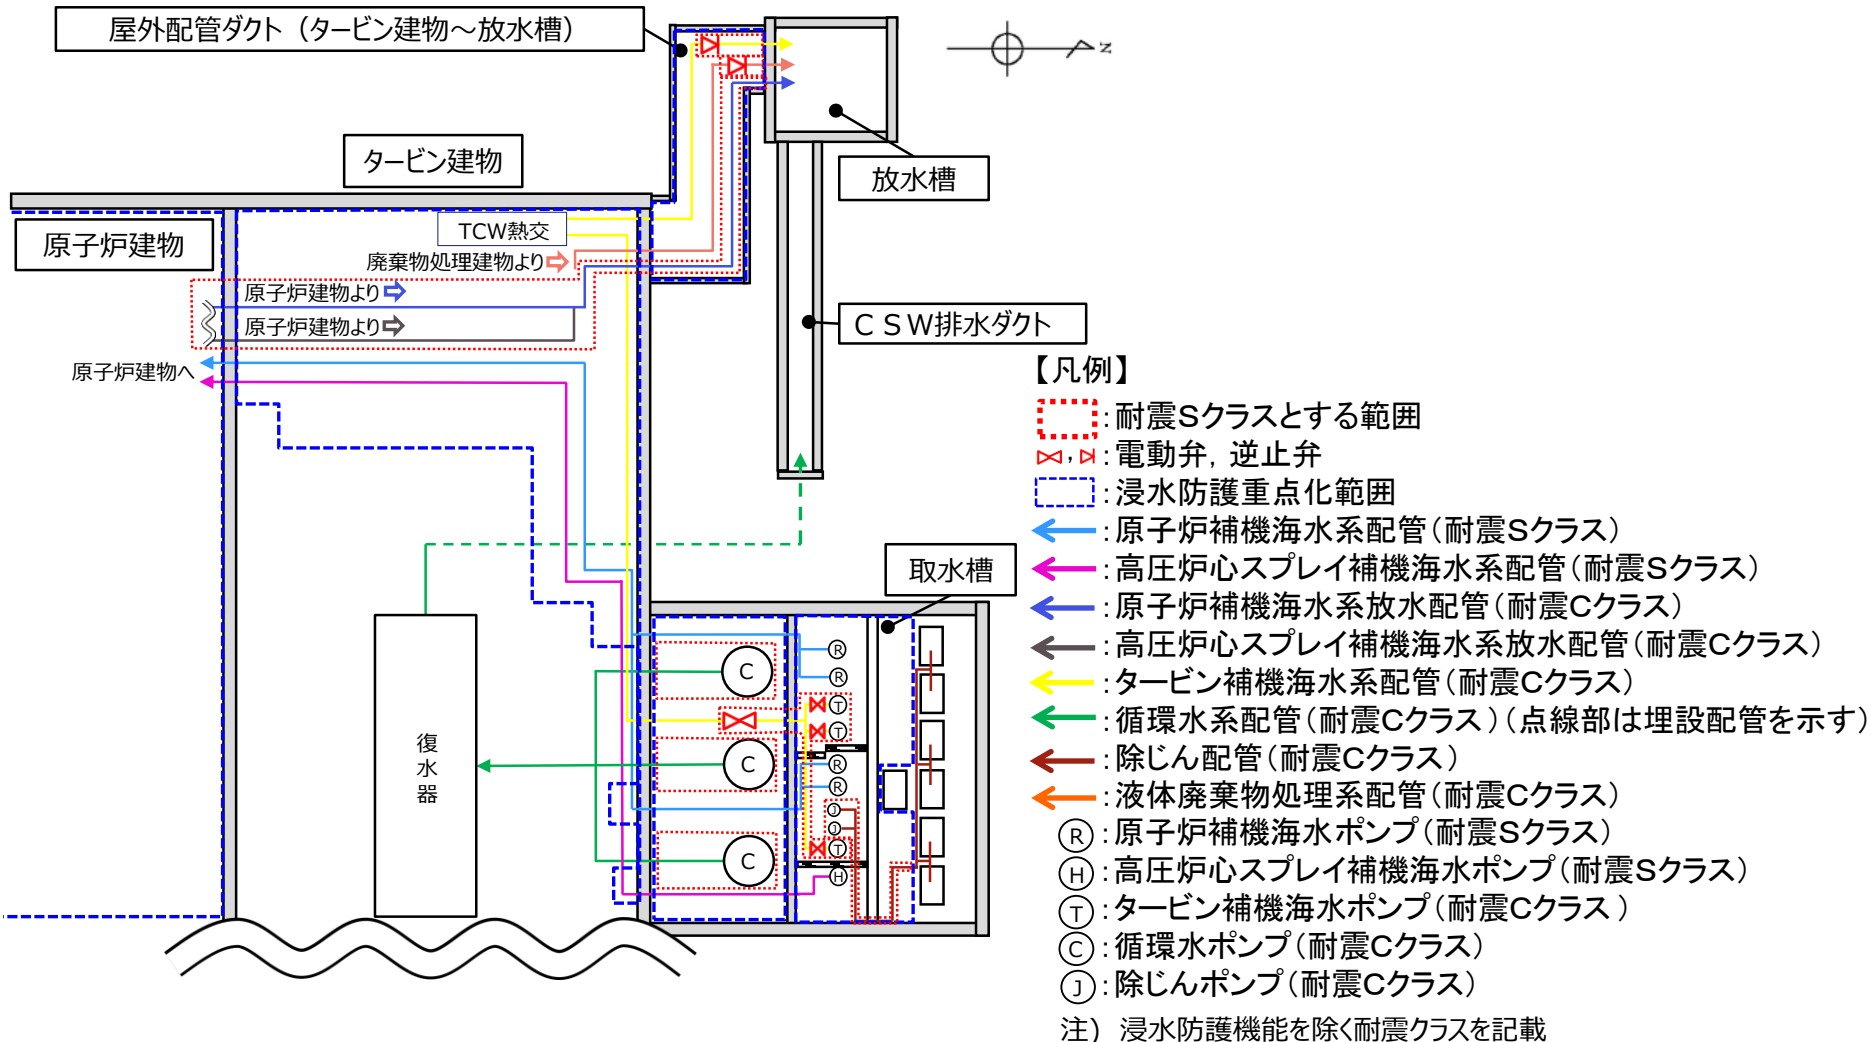 屋外配管ダクト（タービン建物～放水槽）
N
タービン建物
放水槽
原子炉建物
TCW熱交
廃棄物処理建物より
原子炉建物より
原子炉建物より
原子炉建物へ
ＣＳＷ排水ダクト
取水槽
復水器
C
C
C
R
R
T
T
R
R
J
J
T
H
【凡例】
：耐震Sクラスとする範囲
，：電動弁，逆止弁
：浸水防護重点化範囲
：原子炉補機海水系配管（耐震Sクラス）
：高圧炉心スプレイ補機海水系配管（耐震Sクラス）
：原子炉補機海水系放水配管（耐震Cクラス）
：高圧炉心スプレイ補機海水系放水配管（耐震Cクラス）
：タービン補機海水系配管（耐震Cクラス）
：循環水系配管（耐震Cクラス）（点線部は埋設配管を示す）
：除じん配管（耐震Cクラス）
：液体廃棄物処理系配管（耐震Cクラス）
R：原子炉補機海水ポンプ（耐震Sクラス）
H：高圧炉心スプレイ補機海水ポンプ（耐震Sクラス）
T：タービン補機海水ポンプ（耐震Cクラス）
C：循環水ポンプ（耐震Cクラス）
J：除じんポンプ（耐震Cクラス）
注） 浸水防護機能を除く耐震クラスを記載